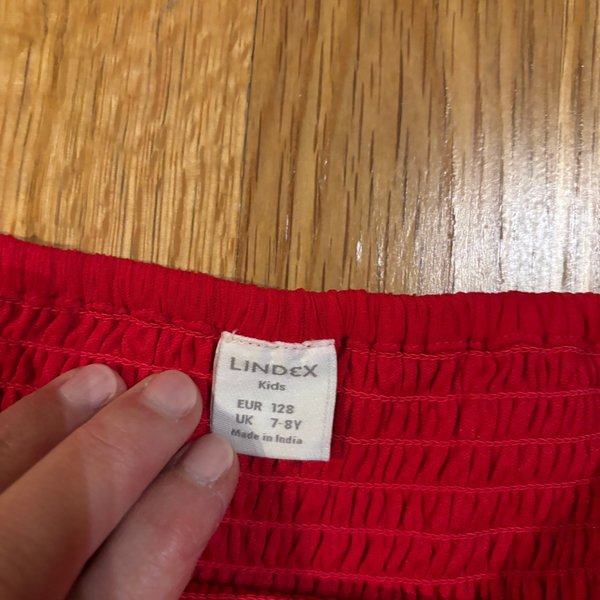 LINDEX
Kids
EUR 128
UK 7-8Y
Made in India